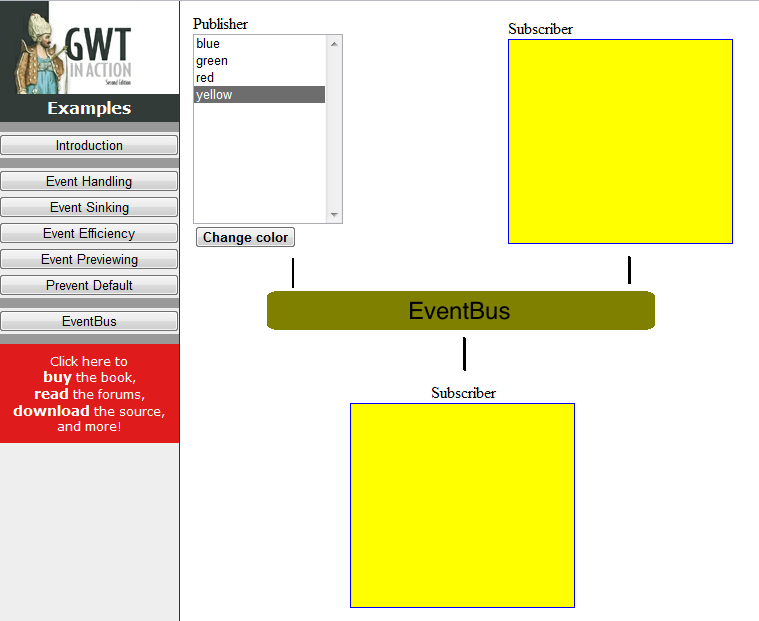 GWT
IN ACTION
Second Edition
Examples
Introduction
Event Handling
Event Sinking
Event Efficiency
Event Previewing
Prevent Default
EventBus
Click here to
buy the book,
read the forums,
download the source,
and more!
Publisher
blue
green
red
yellow
Change color
Subscriber
EventBus
Subscriber